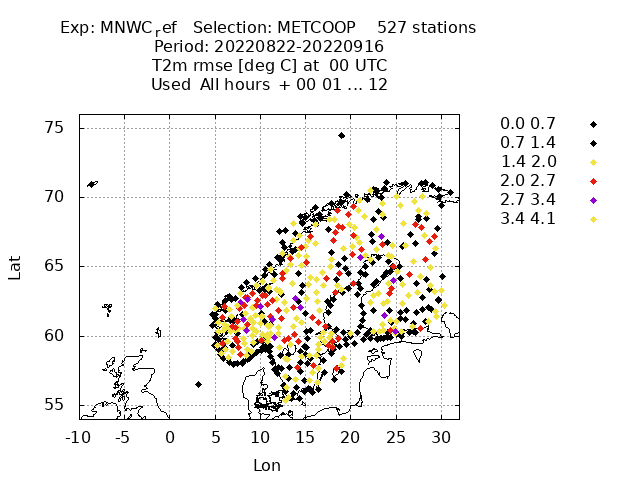 Exp: MNWCref   Selection: METCOOP    527 stations
Period: 20220822-20220916
T2m rmse [deg C] at  00 UTC
Used  All hours  + 00 01 ... 12
0.0 0.7
0.7 1.4
1.4 2.0
2.0 2.7
2.7 3.4
3.4 4.1
75
70
65
60
55
Lat
-10 -5 0 5 10 15 20 25 30
Lon